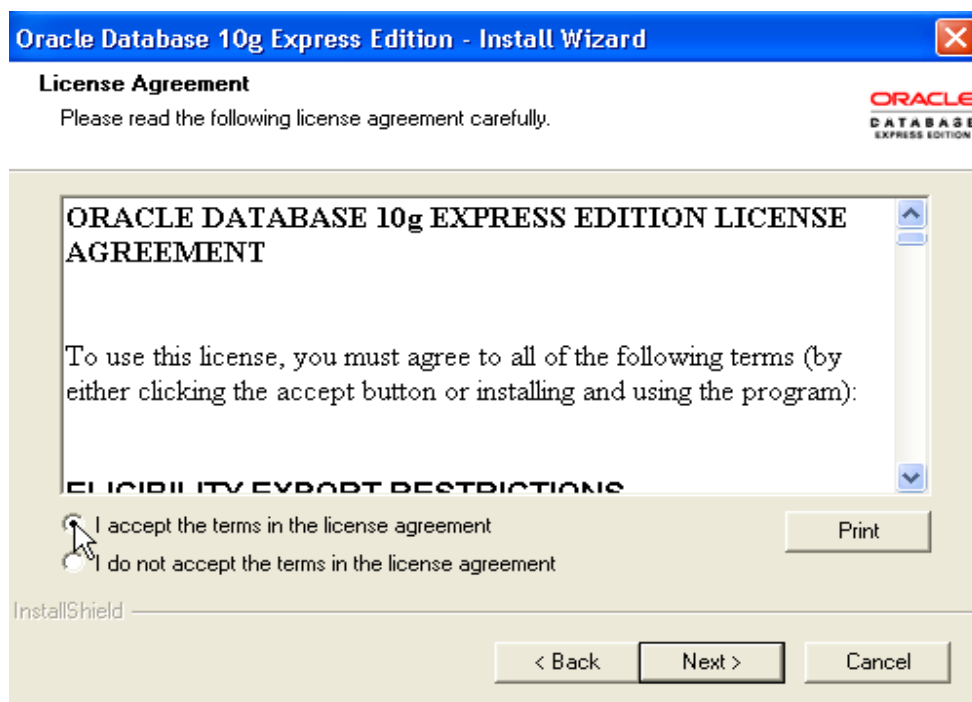 Oracle Database 10g Express Edition - Install Wizard
License Agreement
Please read the following license agreement carefully.
ORACLE
DATABASE
EXPRESS EDITION
ORACLE DATABASE 10g EXPRESS EDITION LICENSE
AGREEMENT
To use this license, you must agree to all of the following terms (by
either clicking the accept button or installing and using the program):
ELIGIBILITY EXPORT RESTRICTIONS
I accept the terms in the license agreement
Print
I do not accept the terms in the license agreement
InstallShield
< Back
Next >
Cancel